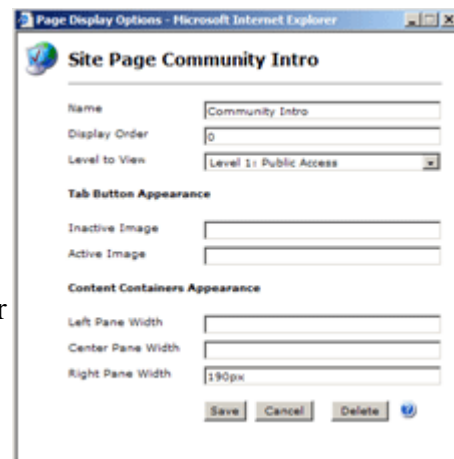 Page Display Options - Microsoft Internet Explorer
Site Page Community Intro
Name Community Intro
Display Order 0
Level to View Level 1: Public Access
Tab Button Appearance
Inactive Image
Active Image
Content Containers Appearance
r
Left Pane Width
Center Pane Width
Right Pane Width 190px
Save Cancel Delete ?